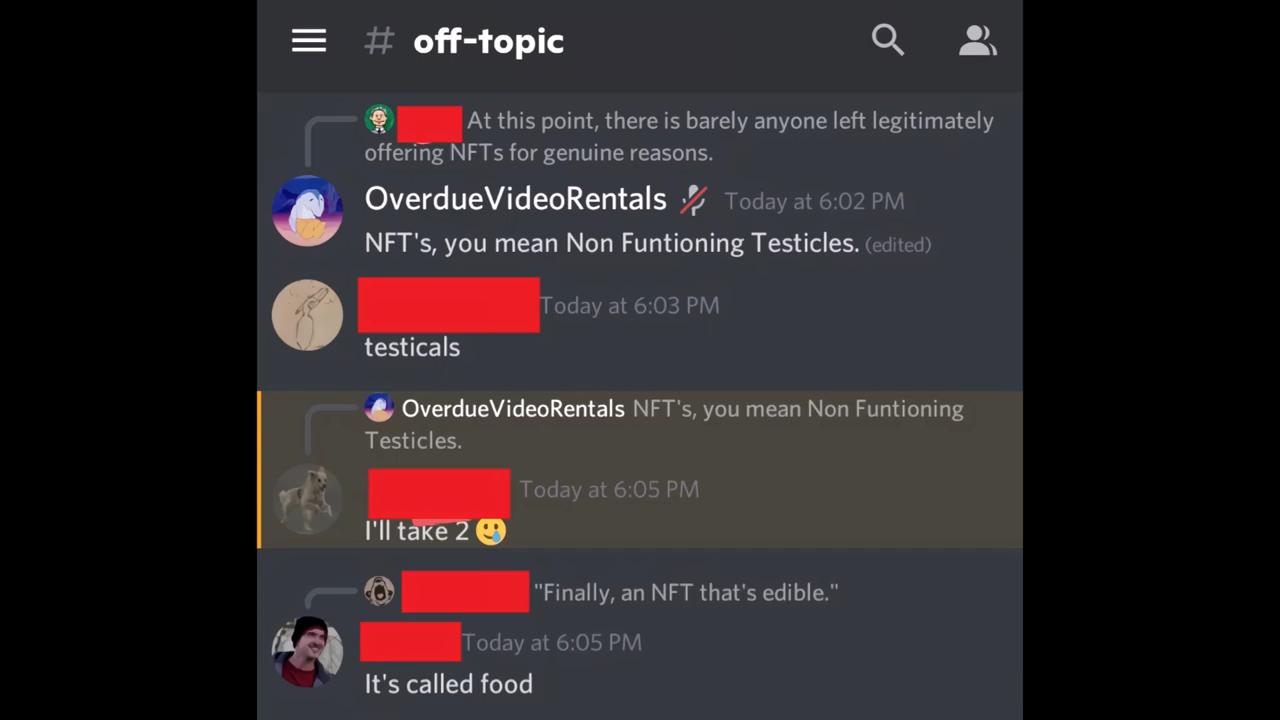 # off-topic
At this point, there is barely anyone left legitimately
offering NFTs for genuine reasons.
OverdueVideoRentals Today at 6:02 PM
NFT's, you mean Non Funtioning Testicles. (edited)
Today at 6:03 PM
testicals
OverdueVideoRentals NFT's, you mean Non Funtioning
Testicles.
Today at 6:05 PM
I'll take 2 🥲
"Finally, an NFT that's edible."
Today at 6:05 PM
It's called food